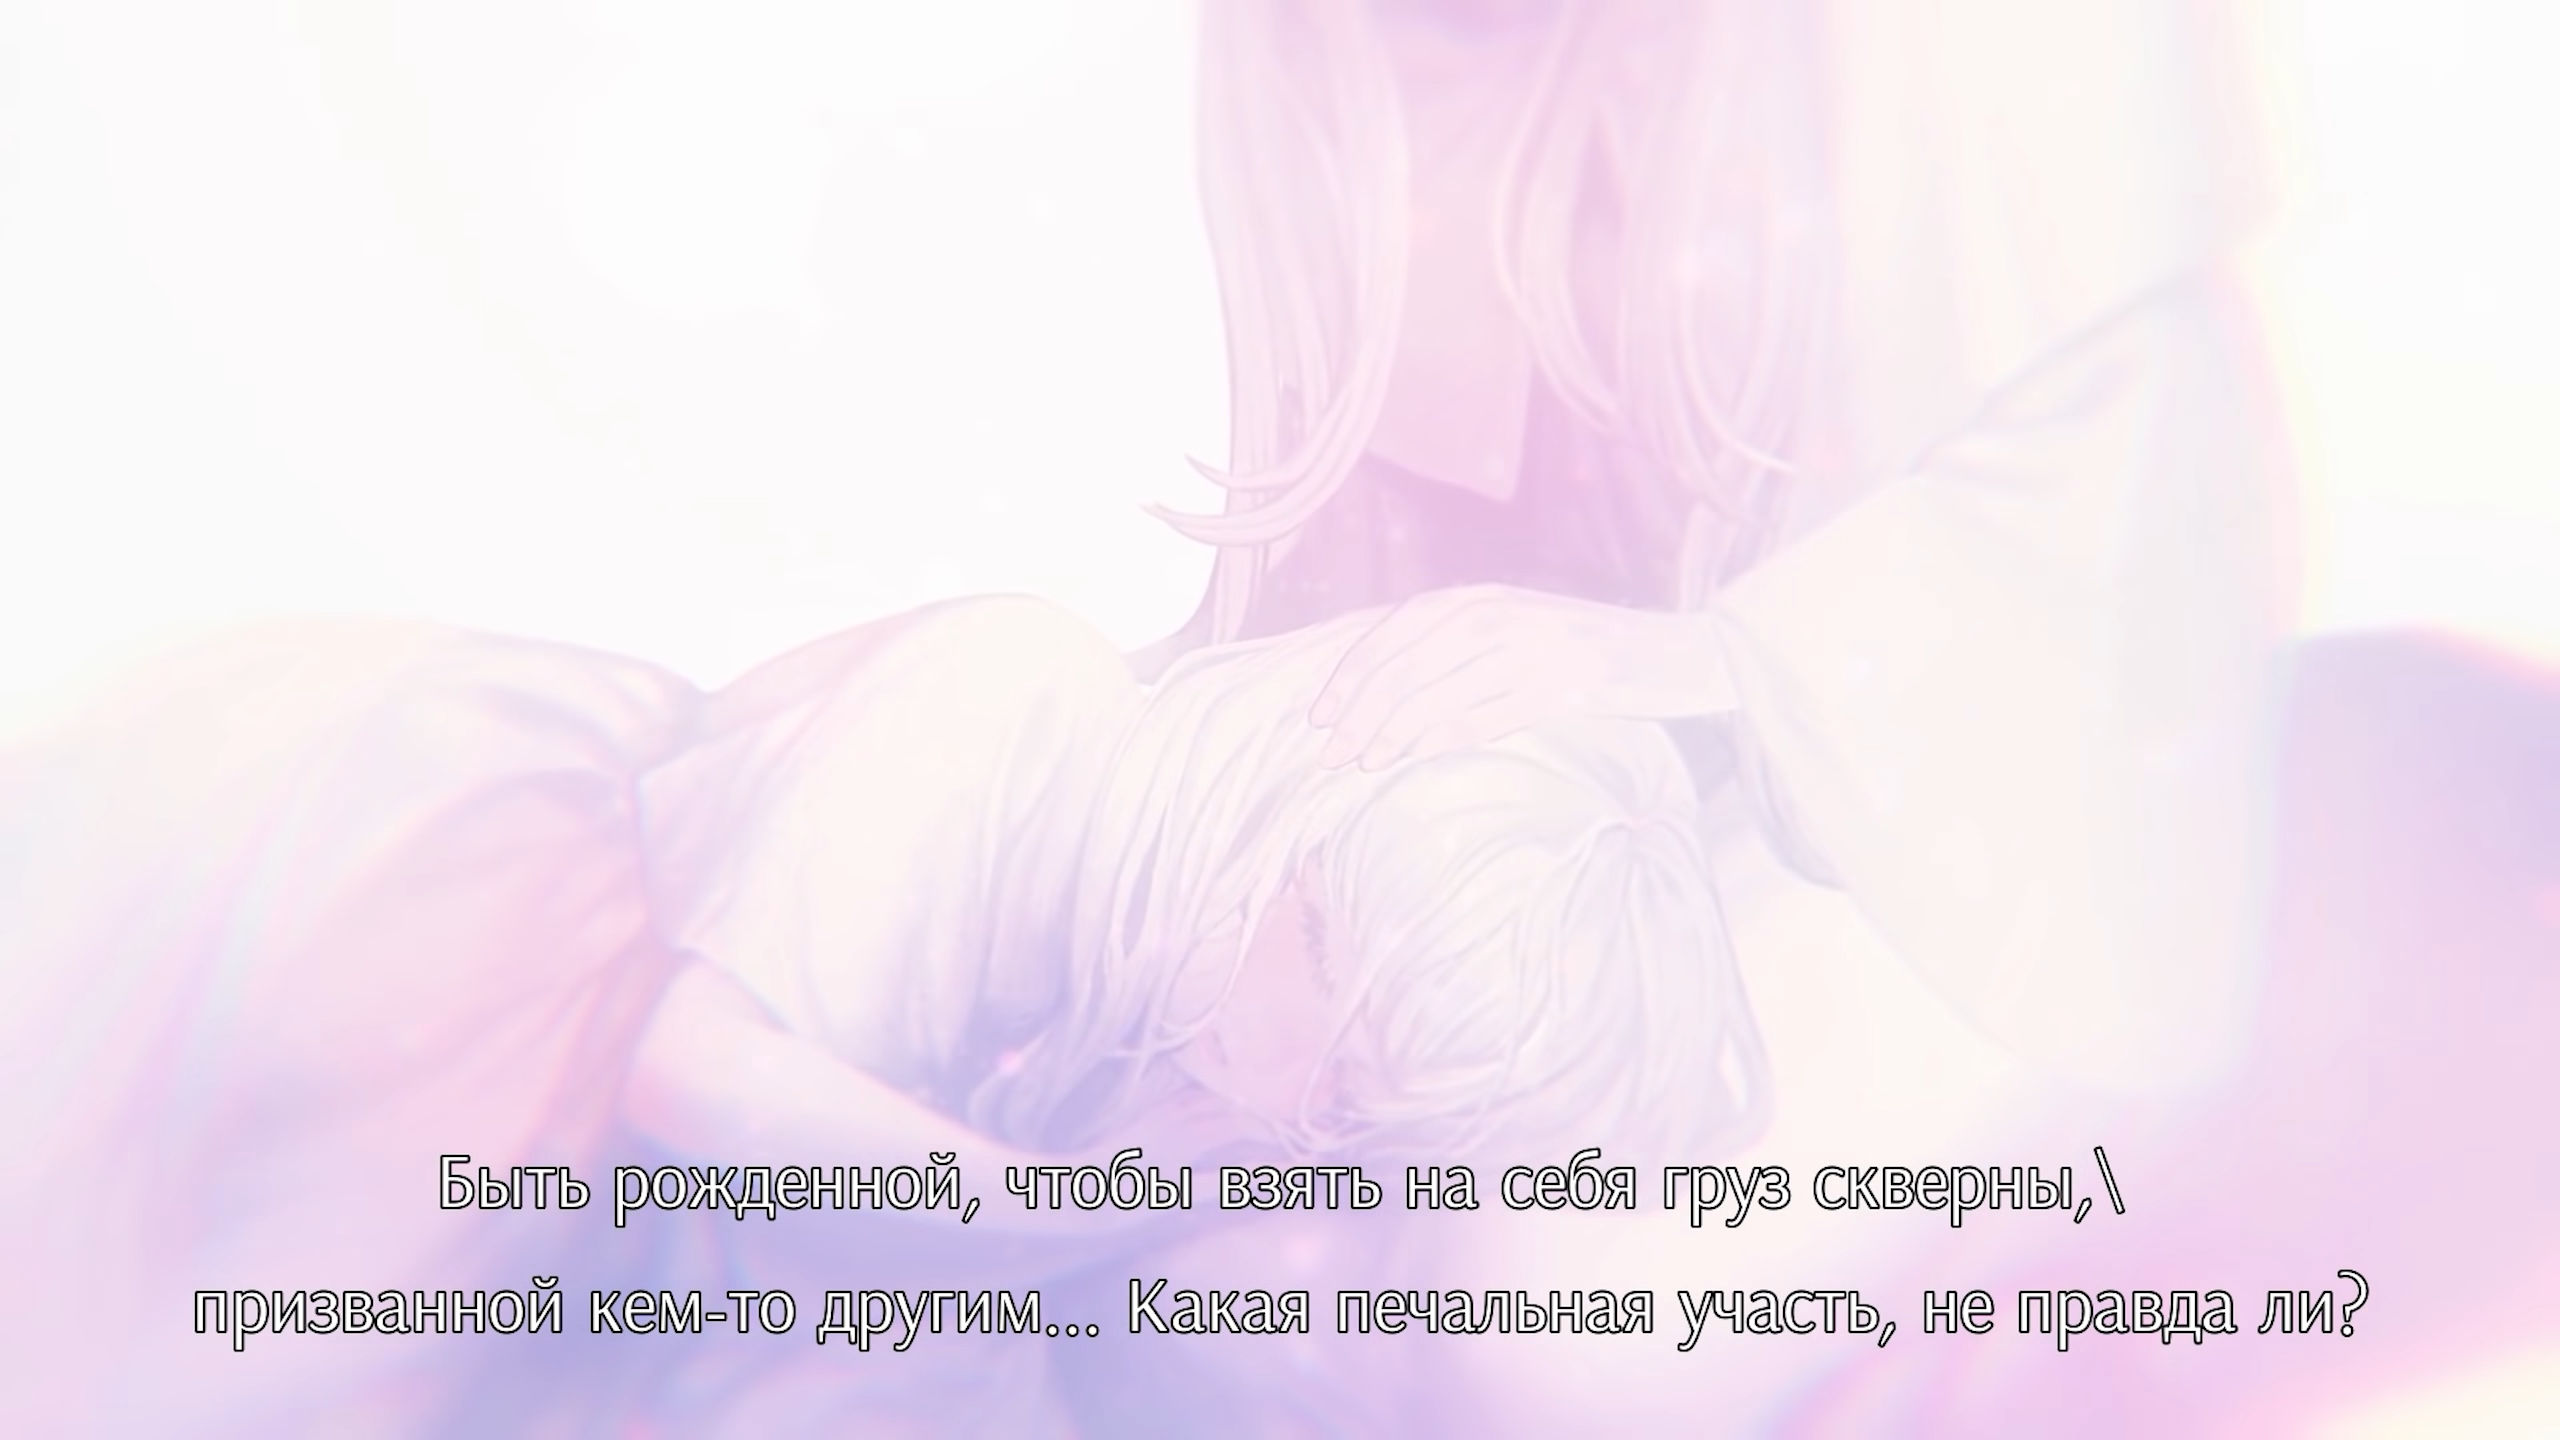 Быть рожденной, чтобы взять на себя груз скверны,\
призванной кем-то другим... Какая печальная участь, не правда ли?